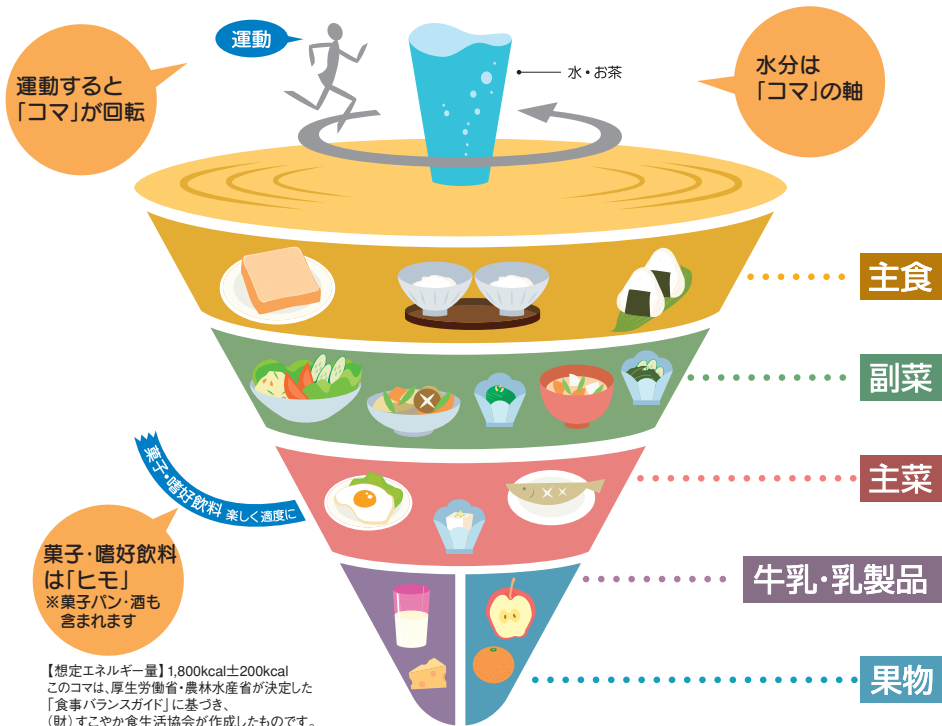 運動
運動すると
「コマ」が回転
水・お茶
水分は
「コマ」の軸
主食
副菜
主菜
牛乳・乳製品
果物
菓子・嗜好飲料 楽しく適度に
菓子・嗜好飲料
は「ヒモ」
※菓子パン・酒も
含まれます
【想定エネルギー量】1,800kcal±200kcal
このコマは、厚生労働省・農林水産省が決定した
「食事バランスガイド」に基づき、
(財)すこやか食生活協会が作成したものです。